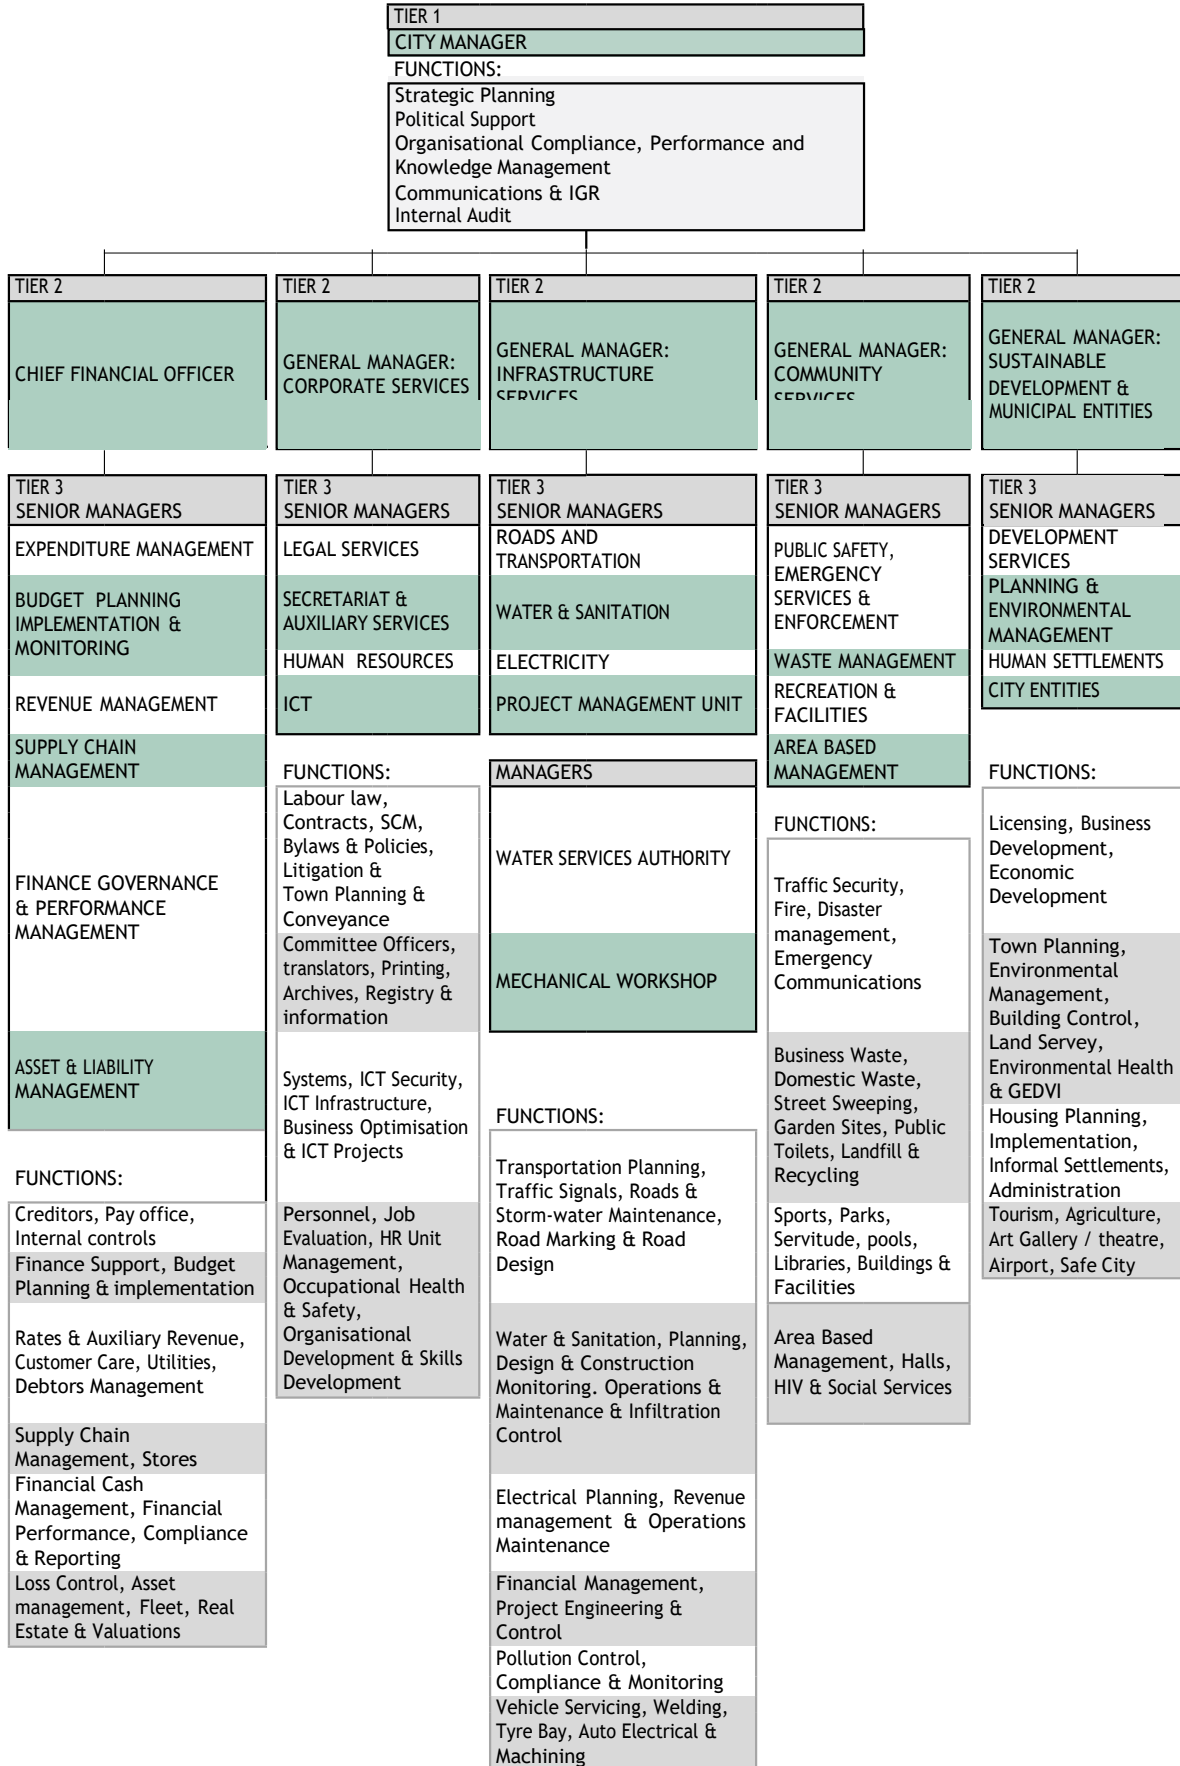 TIER 1
CITY MANAGER
FUNCTIONS:
Strategic Planning
Political Support
Organisational Compliance, Performance and
Knowledge Management
Communications & IGR
Internal Audit
TIER 2
CHIEF FINANCIAL OFFICER
TIER 3
SENIOR MANAGERS
EXPENDITURE MANAGEMENT
BUDGET PLANNING
IMPLEMENTATION &
MONITORING
REVENUE MANAGEMENT
SUPPLY CHAIN
MANAGEMENT
FINANCE GOVERNANCE
& PERFORMANCE
MANAGEMENT
ASSET & LIABILITY
MANAGEMENT
FUNCTIONS:
Creditors, Pay office,
Internal controls
Finance Support, Budget
Planning & implementation
Rates & Auxiliary Revenue,
Customer Care, Utilities,
Debtors Management
Supply Chain
Management, Stores
Financial Cash
Management, Financial
Performance, Compliance
& Reporting
Loss Control, Asset
management, Fleet, Real
Estate & Valuations
TIER 2
GENERAL MANAGER:
CORPORATE SERVICES
TIER 3
SENIOR MANAGERS
LEGAL SERVICES
SECRETARIAT &
AUXILIARY SERVICES
HUMAN RESOURCES
ICT
FUNCTIONS:
Labour law,
Contracts, SCM,
Bylaws & Policies,
Litigation &
Town Planning &
Conveyance
Committee Officers,
translators, Printing,
Archives, Registry &
information
Systems, ICT Security,
ICT Infrastructure,
Business Optimisation
& ICT Projects
Personnel, Job
Evaluation, HR Unit
Management,
Occupational Health
& Safety,
Organisational
Development & Skills
Development
TIER 2
GENERAL MANAGER:
INFRASTRUCTURE
SERVICES
TIER 3
SENIOR MANAGERS
ROADS AND
TRANSPORTATION
WATER & SANITATION
ELECTRICITY
PROJECT MANAGEMENT UNIT
MANAGERS
WATER SERVICES AUTHORITY
MECHANICAL WORKSHOP
FUNCTIONS:
Transportation Planning,
Traffic Signals, Roads &
Storm-water Maintenance,
Road Marking & Road
Design
Water & Sanitation, Planning,
Design & Construction
Monitoring. Operations &
Maintenance & Infiltration
Control
Electrical Planning, Revenue
management & Operations
Maintenance
Financial Management,
Project Engineering &
Control
Pollution Control,
Compliance & Monitoring
Vehicle Servicing, Welding,
Tyre Bay, Auto Electrical &
Machining
TIER 2
GENERAL MANAGER:
COMMUNITY
SERVICES
TIER 3
SENIOR MANAGERS
PUBLIC SAFETY,
EMERGENCY
SERVICES &
ENFORCEMENT
WASTE MANAGEMENT
RECREATION &
FACILITIES
AREA BASED
MANAGEMENT
FUNCTIONS:
Traffic Security,
Fire, Disaster
management,
Emergency
Communications
Business Waste,
Domestic Waste,
Street Sweeping,
Garden Sites, Public
Toilets, Landfill &
Recycling
Sports, Parks,
Servitude, pools,
Libraries, Buildings &
Facilities
Area Based
Management, Halls,
HIV & Social Services
TIER 2
GENERAL MANAGER:
SUSTAINABLE
DEVELOPMENT &
MUNICIPAL ENTITIES
TIER 3
SENIOR MANAGERS
DEVELOPMENT
SERVICES
PLANNING &
ENVIRONMENTAL
MANAGEMENT
HUMAN SETTLEMENTS
CITY ENTITIES
FUNCTIONS:
Licensing, Business
Development,
Economic
Development
Town Planning,
Environmental
Management,
Building Control,
Land Servey,
Environmental Health
& GEDVI
Housing Planning,
Implementation,
Informal Settlements,
Administration
Tourism, Agriculture,
Art Gallery / theatre,
Airport, Safe City